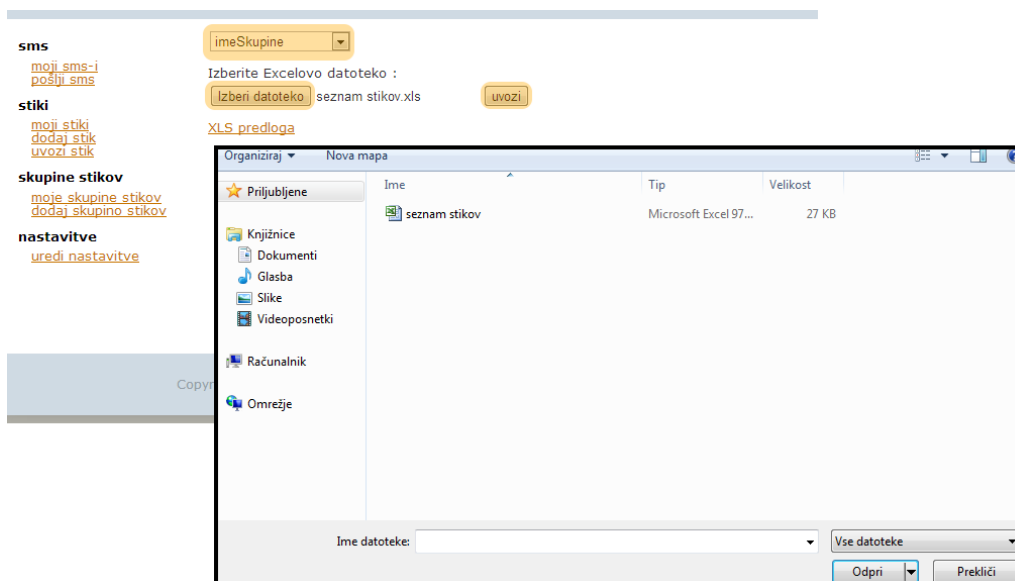 sms
moji sms-i
pošlji sms
stiki
moji stiki
dodaj stik
uvozi stik
skupine stikov
moje skupine stikov
dodaj skupino stikov
nastavitve
uredi nastavitve
imeSkupine
Izberite Excelovo datoteko :
Izberi datoteko seznam stikov.xls uvozi
XLS predloga
Organiziraj Nova mapa
Priljubljene
Knjižnice
Dokumenti
Glasba
Slike
Videoposnetki
Računalnik
Omrežje
Ime Tip Velikost
seznam stikov Microsoft Excel 97... 27 KB
Ime datoteke: Vse datoteke
Odpri Prekliči